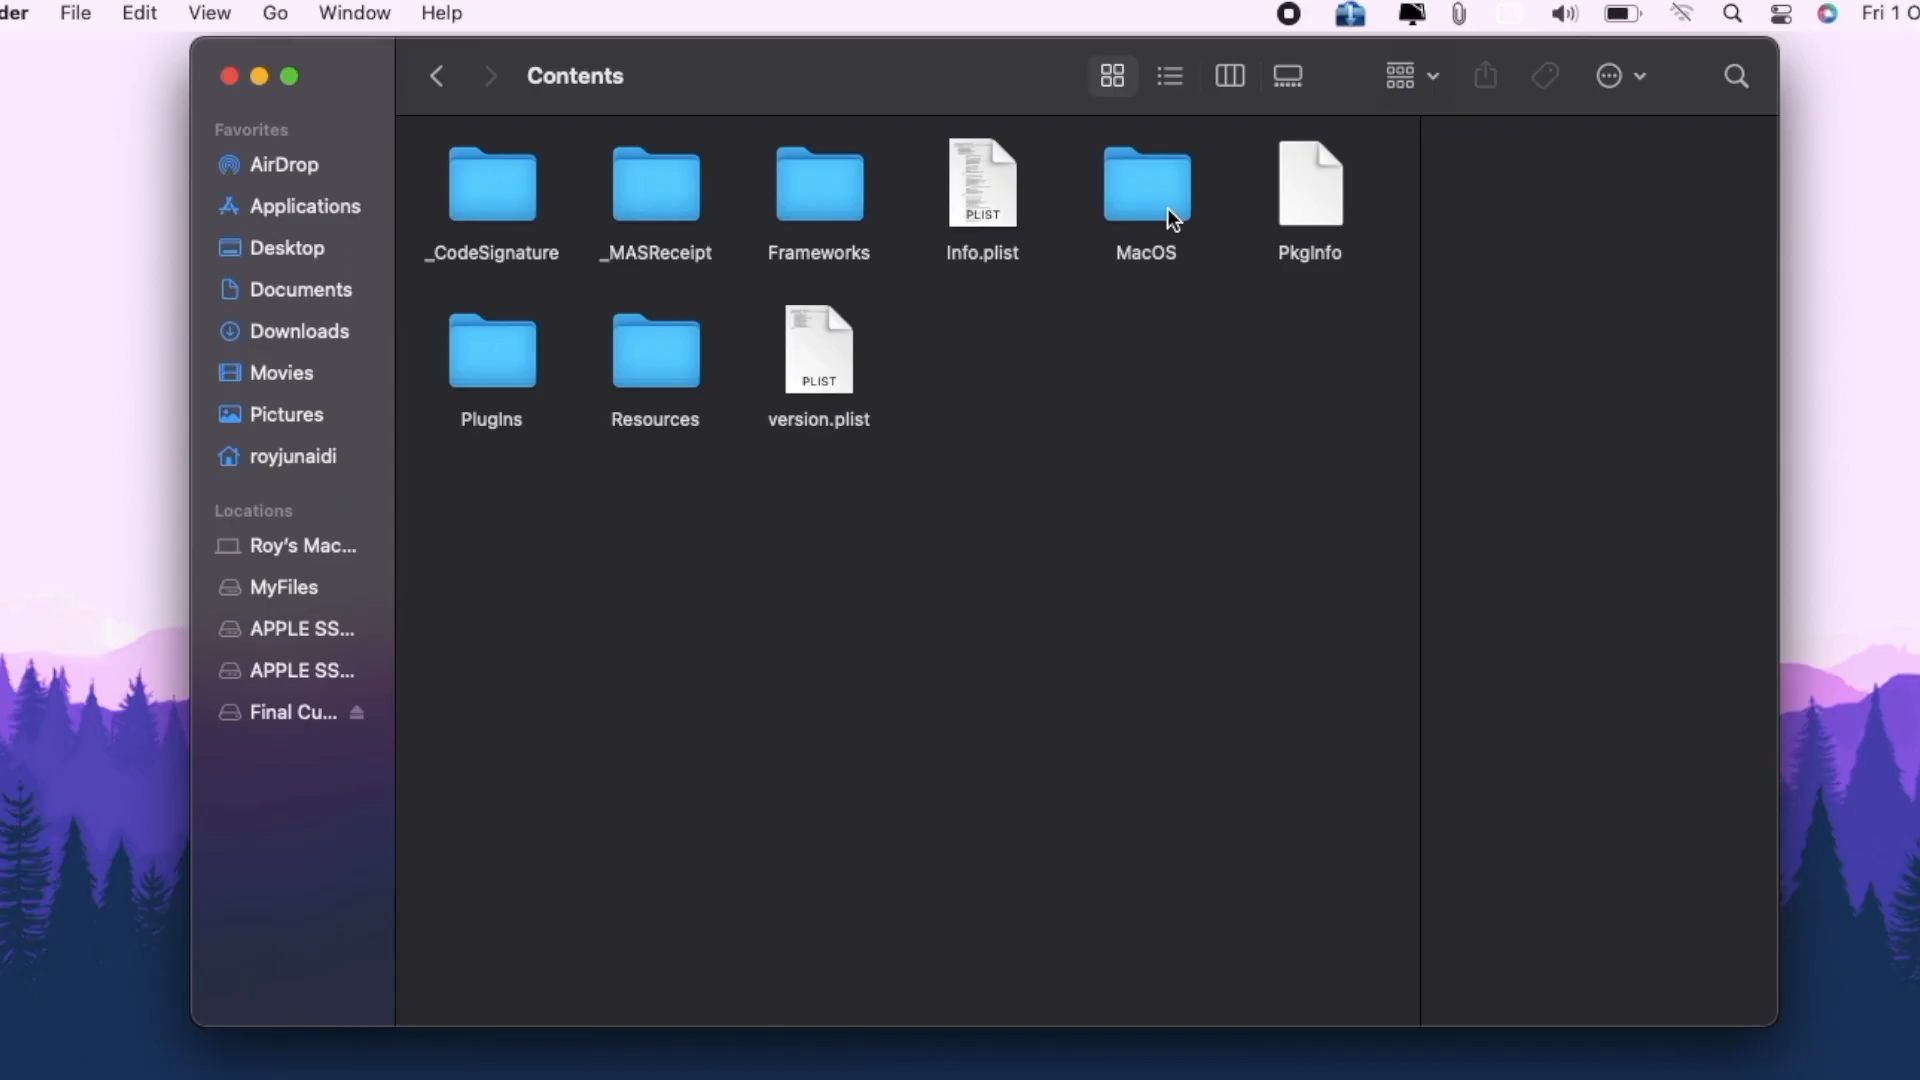 der File Edit View Go Window Help Fri 1 O
Contents
Favorites
AirDrop
Applications
Desktop
Documents
Downloads
Movies
Pictures
royjunaidi
Locations
Roy's Mac...
MyFiles
APPLE SS...
APPLE SS...
Final Cu...
PLIST
_CodeSignature _MASReceipt Frameworks Info.plist MacOS PkgInfo
PLIST
PlugIns Resources version.plist